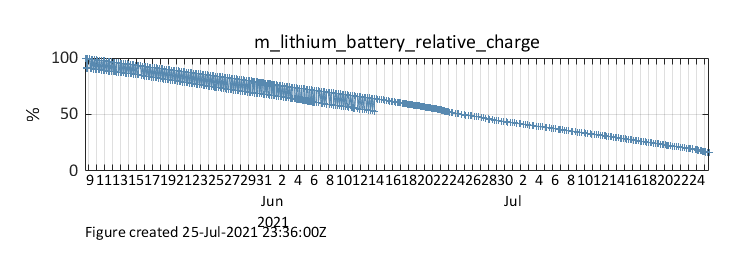 m_lithium_battery_relative_charge
100
50
0
%
9 11 13 15 17 19 21 23 25 27 29 31 2 4 6 8 10 12 14 16 18 20 22 24 26 28 30 2 4 6 8 10 12 14 16 18 20 22 24
Jun Jul
2021
Figure created 25-Jul-2021 23:36:00Z